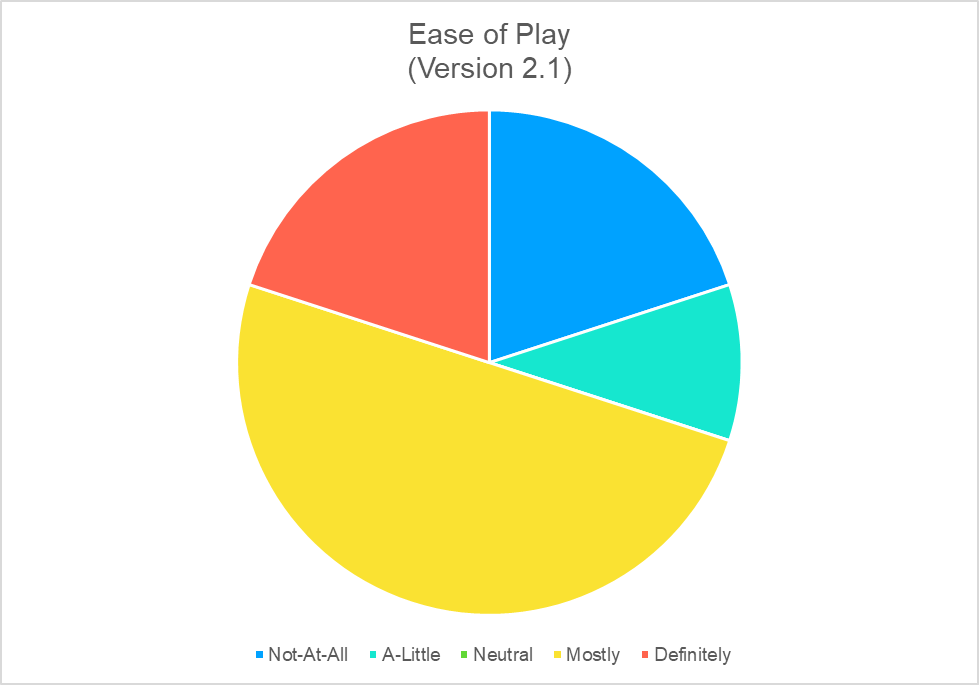 Ease of Play
(Version 2.1)
Not-At-All A-Little Neutral Mostly Definitely